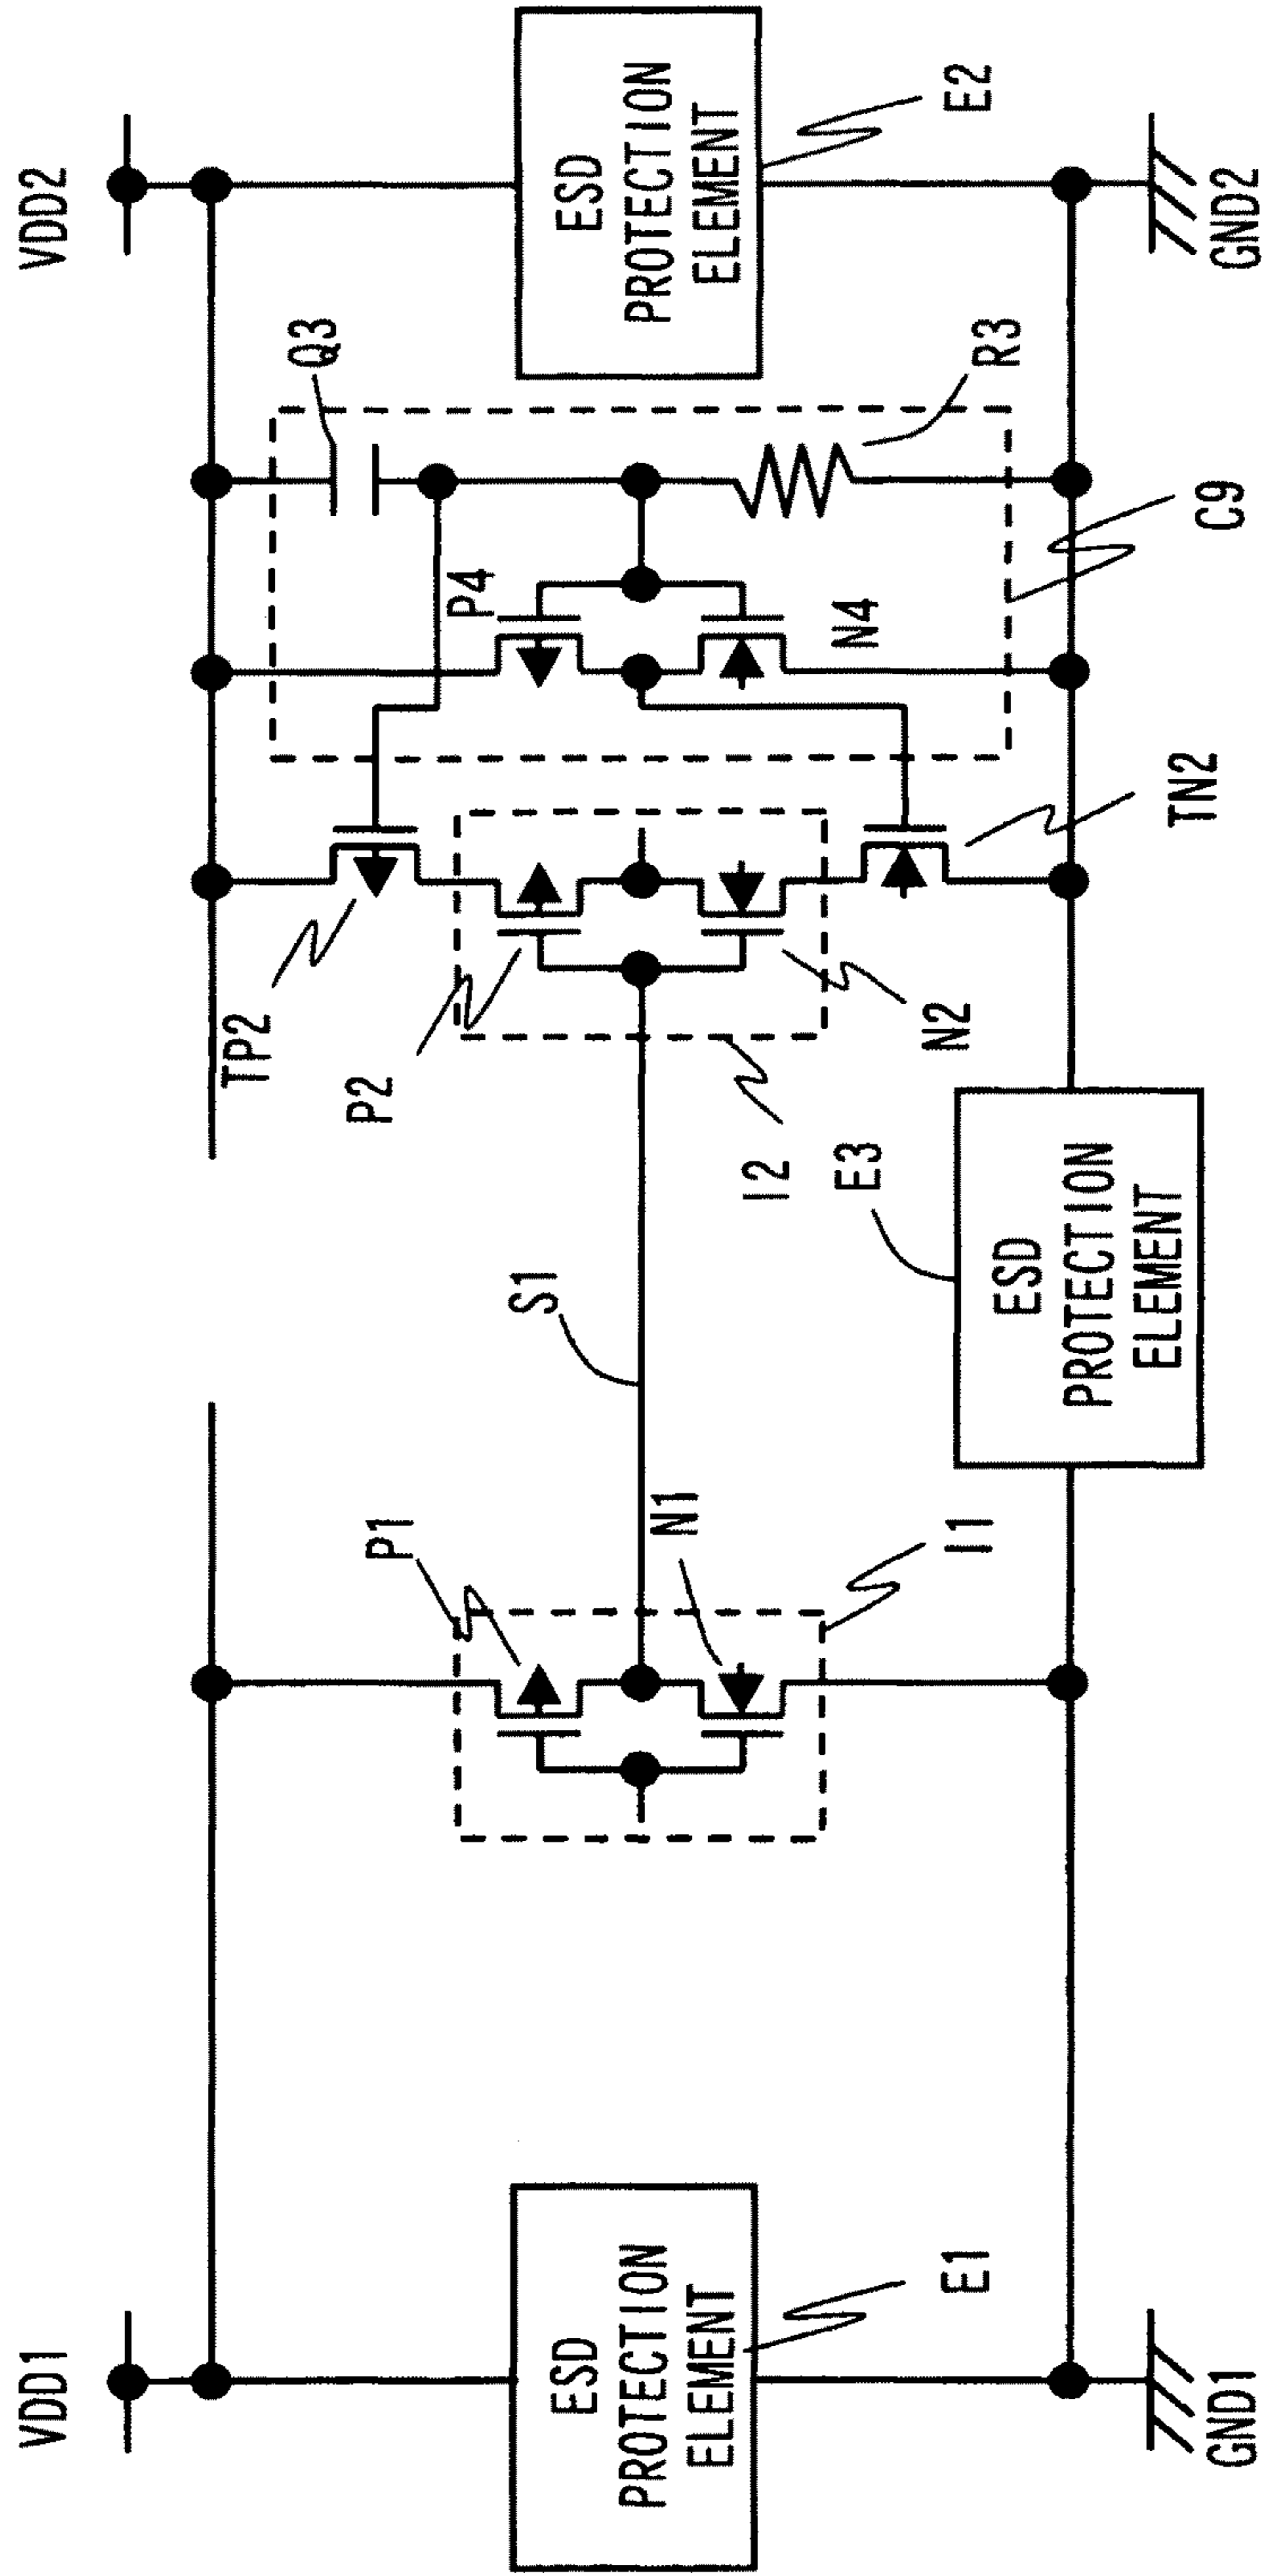 VDD1
VDD2
Q3
P4
TP2
P2
P1
S1
N1
N4
N2
I2
I1
E3
TN2
R3
C9
ESD
PROTECTION
ELEMENT
E1
ESD
PROTECTION
ELEMENT
E3
ESD
PROTECTION
ELEMENT
E2
GND1
GND2